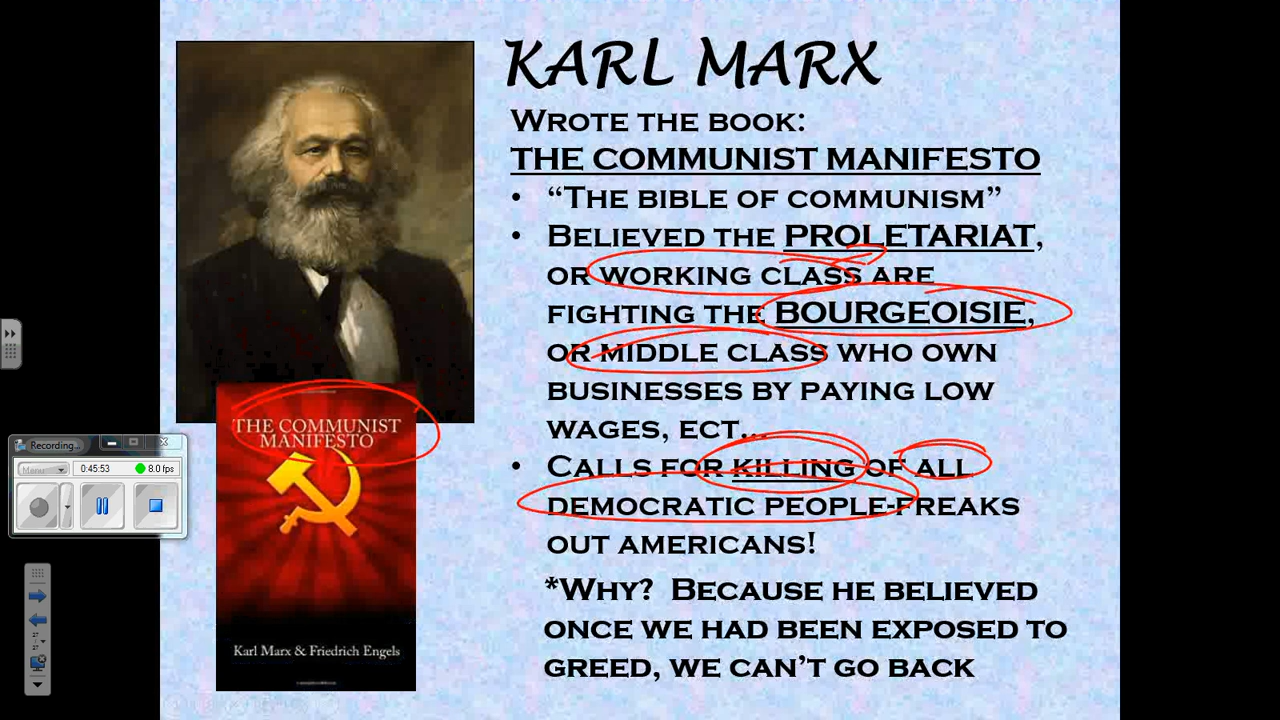 KARL MARX
WROTE THE BOOK:
THE COMMUNIST MANIFESTO
• “THE BIBLE OF COMMUNISM”
• BELIEVED THE PROLETARIAT,
OR WORKING CLASS ARE
FIGHTING THE BOURGEOISIE,
OR MIDDLE CLASS WHO OWN
BUSINESSES BY PAYING LOW
WAGES, ECT...
• CALLS FOR KILLING OF ALL
DEMOCRATIC PEOPLE-FREAKS
OUT AMERICANS!
*WHY? BECAUSE HE BELIEVED
ONCE WE HAD BEEN EXPOSED TO
GREED, WE CAN’T GO BACK
THE COMMUNIST
MANIFESTO
Karl Marx & Friedrich Engels
Recording...
Menu
0:45:53
8.0 fps